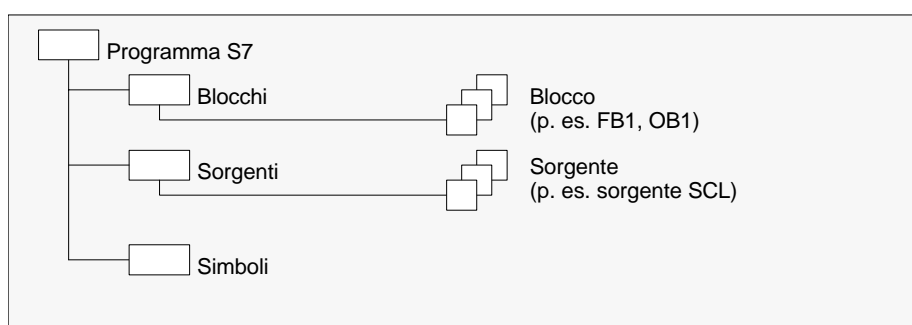 Programma S7
Blocchi
Blocco
(p. es. FB1, OB1)
Sorgenti
Sorgente
(p. es. sorgente SCL)
Simboli